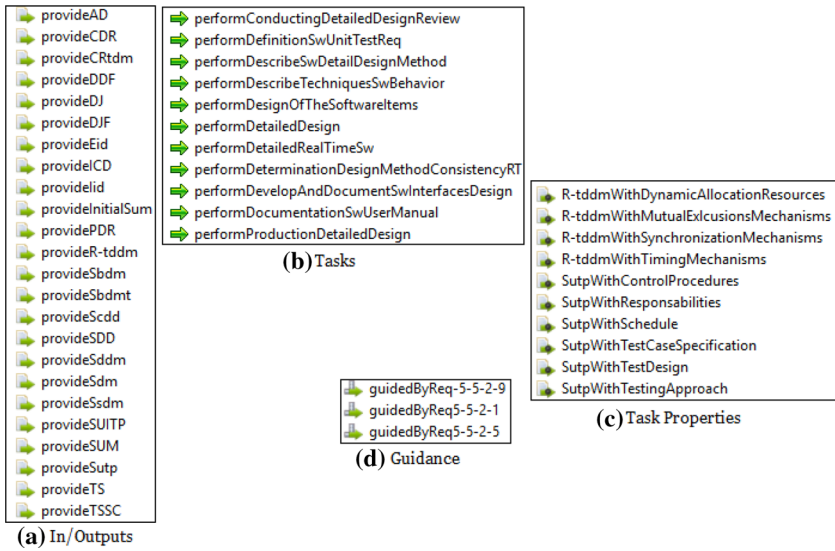 provideAD
provideCDR
provideCRtdm
provideDDF
provideDJ
provideDJF
provideEid
provideICD
provideIid
provideInitialSum
providePDR
provideR-tddm
provideSbdm
provideSbdmt
provideScdd
provideSDD
provideSddm
provideSdm
provideSsdm
provideSUITP
provideSUM
provideSutp
provideTS
provideTSSC
(a) In/Outputs
performConductingDetailedDesignReview
performDefinitionSwUnitTestReq
performDescribeSwDetailDesignMethod
performDescribeTechniquesSwBehavior
performDesignOfTheSoftwareItems
performDetailedDesign
performDetailedRealTimeSw
performDeterminationDesignMethodConsistencyRT
performDevelopAndDocumentSwInterfacesDesign
performDocumentationSwUserManual
performProductionDetailedDesign
(b) Tasks
R-tddmWithDynamicAllocationResources
R-tddmWithMutualExlcusionsMechanisms
R-tddmWithSynchronizationMechanisms
R-tddmWithTimingMechanisms
SutpWithControlProcedures
SutpWithResponsabilities
SutpWithSchedule
SutpWithTestCaseSpecification
SutpWithTestDesign
SutpWithTestingApproach
(c) Task Properties
guidedByReq-5-5-2-9
guidedByReq5-5-2-1
guidedByReq5-5-2-5
(d) Guidance